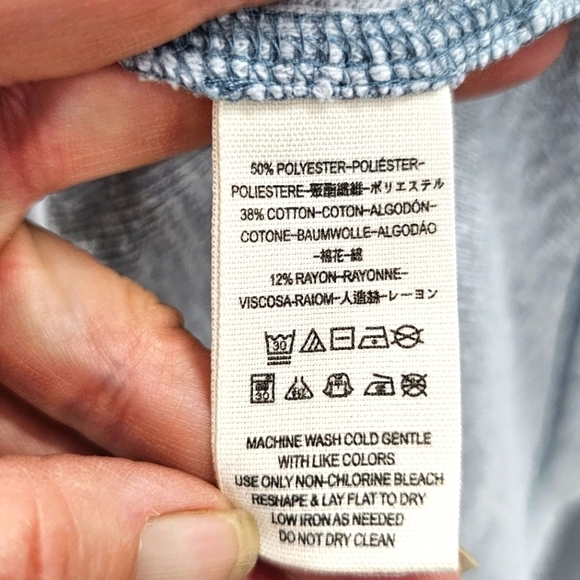 50% POLYESTER-POLIÉSTER-
POLIESTERE-聚酯纖維-ポリエステル
38% COTTON-COTON-ALGODÓN-
COTONE-BAUMWOLLE-ALGODÃO
-棉花-綿
12% RAYON-RAYONNE-
VISCOSA-RAIOM-人造絲-レーヨン
30
30
MACHINE WASH COLD GENTLE
WITH LIKE COLORS
USE ONLY NON-CHLORINE BLEACH
RESHAPE & LAY FLAT TO DRY
LOW IRON AS NEEDED
DO NOT DRY CLEAN